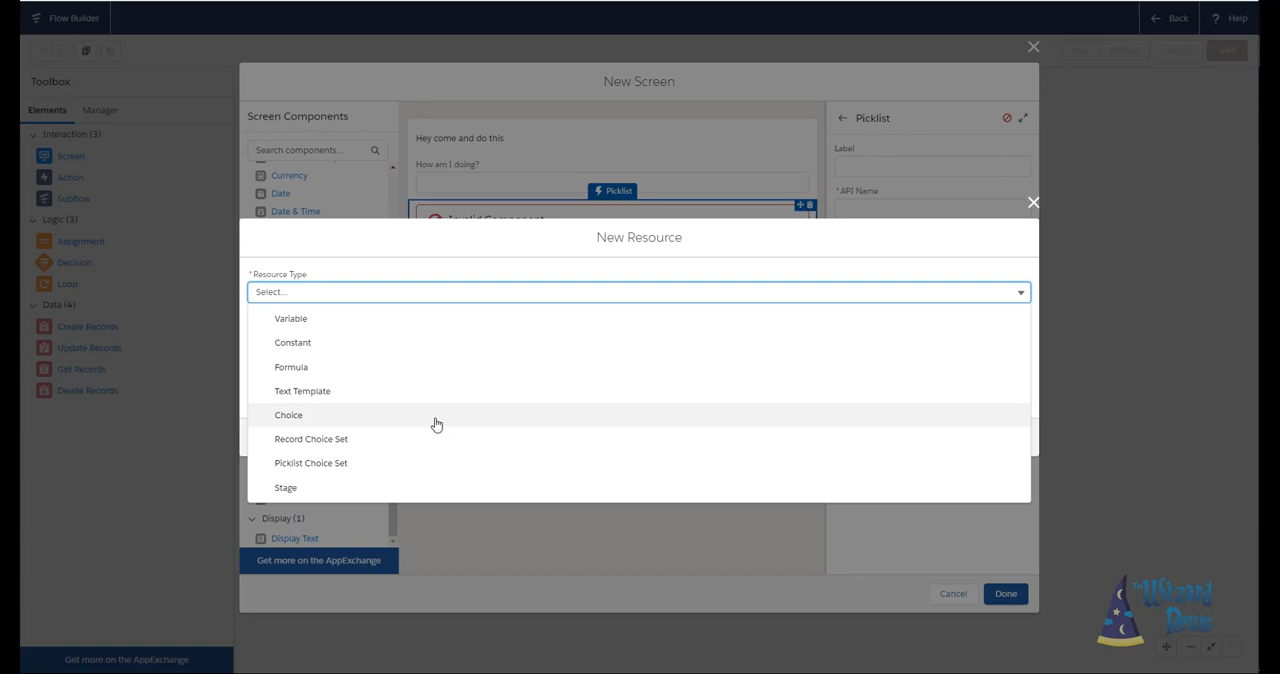 Flow Builder
Back
? Help
Toolbox
Elements
Manager
Interaction (3)
Screen
Action
Subflow
Logic (3)
Assignment
Decision
Loop
Data (4)
Create Records
Update Records
Get Records
Delete Records
Get more on the AppExchange
New Screen
Screen Components
Search components...
Currency
Date
Date & Time
Hey come and do this
How am I doing?
Picklist
Invalid Component
Picklist
Label
*API Name
New Resource
*Resource Type
Select...
Variable
Constant
Formula
Text Template
Choice
Record Choice Set
Picklist Choice Set
Stage
Display (1)
Display Text
Get more on the AppExchange
Cancel
Done
Save
The Wizard